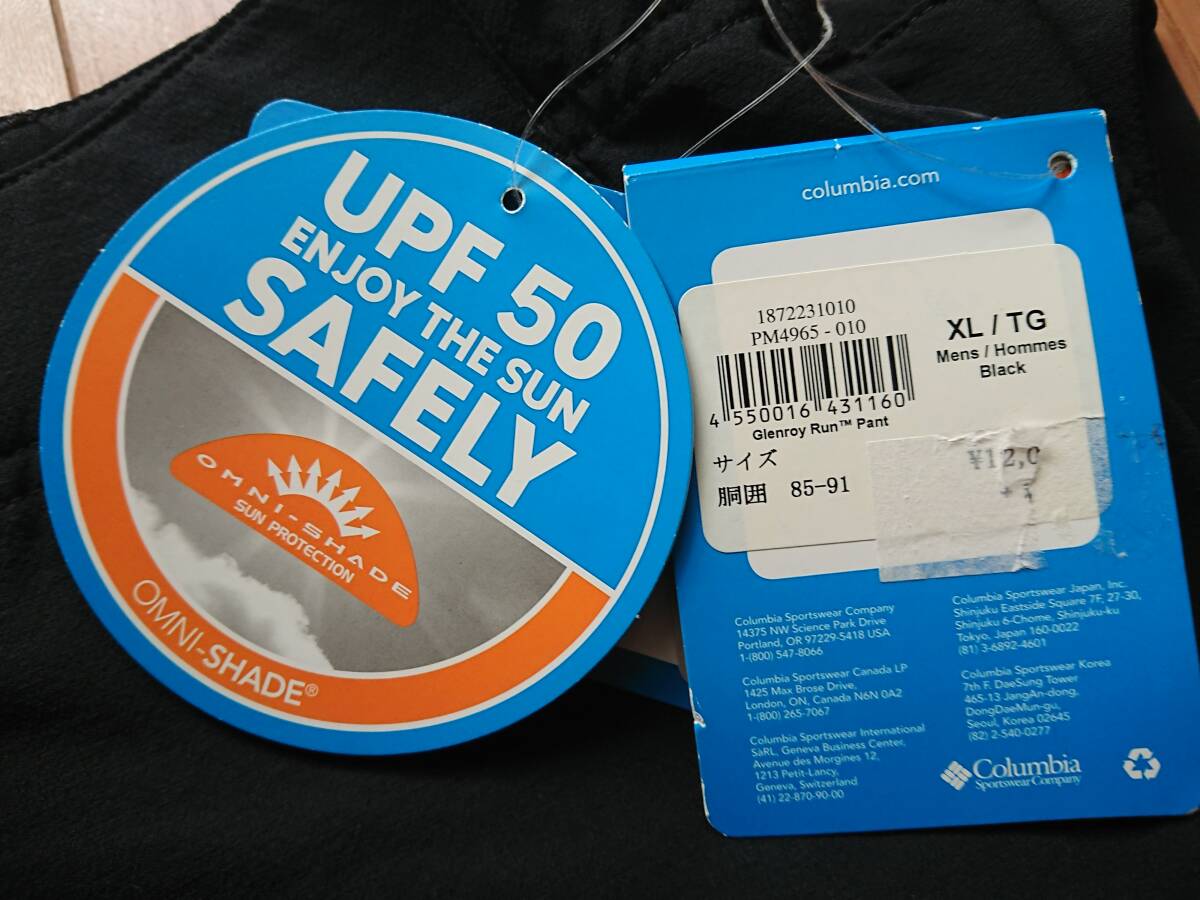 UPF 50
ENJOY THE SUN
SAFELY
OMNI-SHADE
SUN PROTECTION
OMNI-SHADE®
columbia.com
1872231010
PM4965-010
XL / TG
Mens / Hommes
Black
4 550016 431160
Glenroy Run™ Pant
サイズ
胴囲 85-91
¥12,0
Columbia Sportswear Company
14375 NW Science Park Drive
Portland, OR 97229-5418 USA
1-(800) 547-8066
Columbia Sportswear Canada LP
1425 Max Brose Drive,
London, ON, Canada N6N 0A2
1-(800) 265-7067
Columbia Sportswear International
SàRL, Geneva Business Center,
Avenue des Morgines 12,
1213 Petit-Lancy,
Geneva, Switzerland
(41) 22-870-90-00
Columbia Sportswear Japan, Inc.
Shinjuku Eastside Square 7F, 27-30,
Shinjuku 6-Chome, Shinjuku-ku
Tokyo, Japan 160-0022
(81) 3-6892-4601
Columbia Sportswear Korea
7th F. DaeSung Tower
465-13 JangAn-dong,
DongDaeMun-gu,
Seoul, Korea 02645
(82) 2-540-0277
Columbia
Sportswear Company